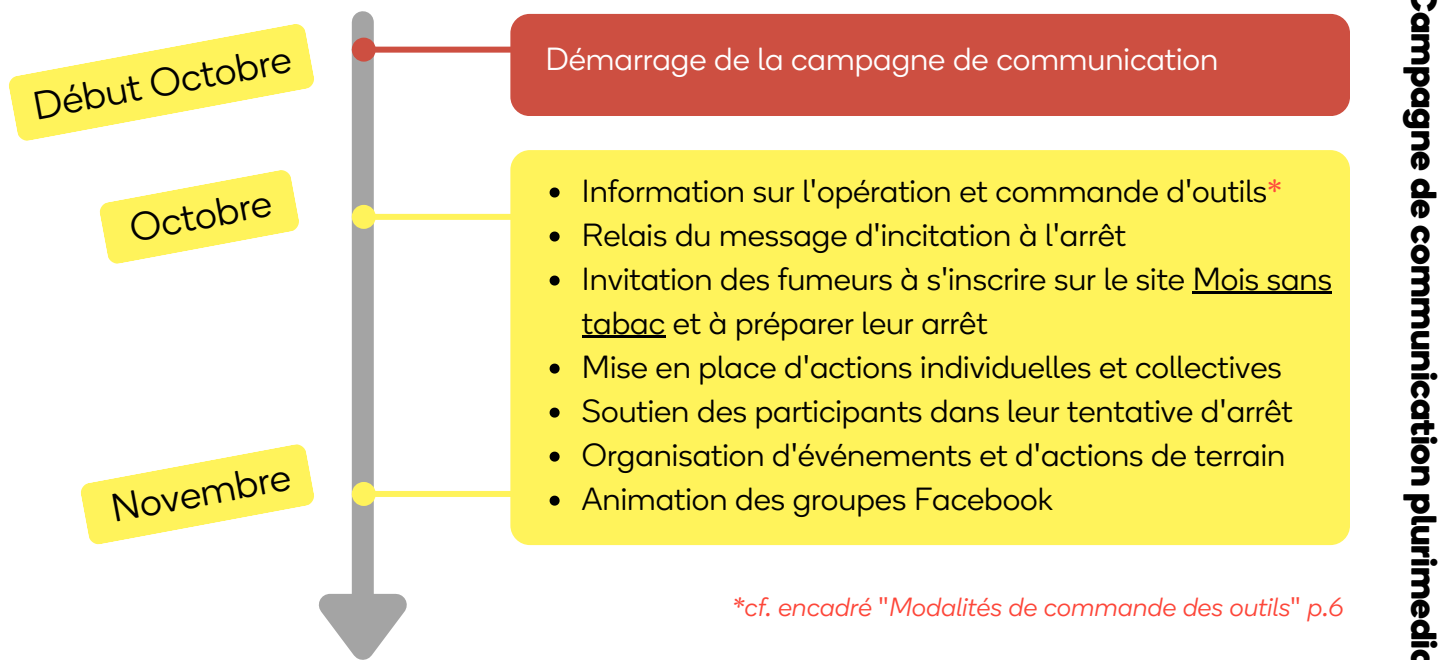 Début Octobre
Démarrage de la campagne de communication
Octobre
• Information sur l'opération et commande d'outils*
• Relais du message d'incitation à l'arrêt
• Invitation des fumeurs à s'inscrire sur le site Mois sans
tabac et à préparer leur arrêt
• Mise en place d'actions individuelles et collectives
• Soutien des participants dans leur tentative d'arrêt
• Organisation d'événements et d'actions de terrain
• Animation des groupes Facebook
Novembre
*cf. encadré "Modalités de commande des outils" p.6
Campagne de communication plurimedia